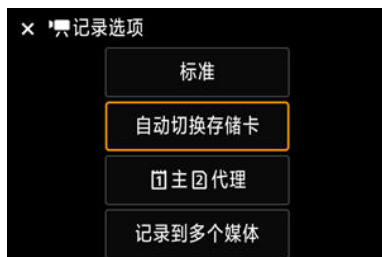 × 记录选项
标准
自动切换存储卡
1主2代理
记录到多个媒体